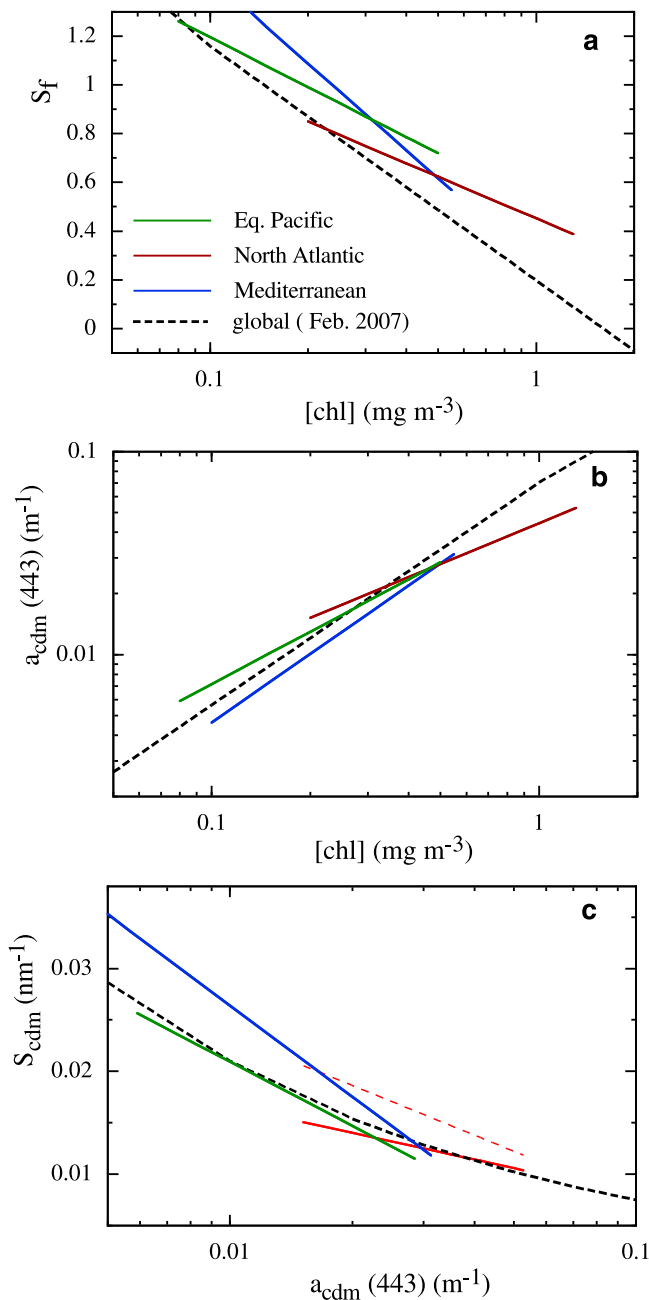 1.2
1
0.8
0.6
0.4
0.2
0
S_f
a
Eq. Pacific
North Atlantic
Mediterranean
global ( Feb. 2007)
0.1
1
[chl] (mg m⁻³)
0.1
0.01
a_cdm (443) (m⁻¹)
b
0.1
1
[chl] (mg m⁻³)
0.03
0.02
0.01
S_cdm (nm⁻¹)
c
0.01
0.1
a_cdm (443) (m⁻¹)